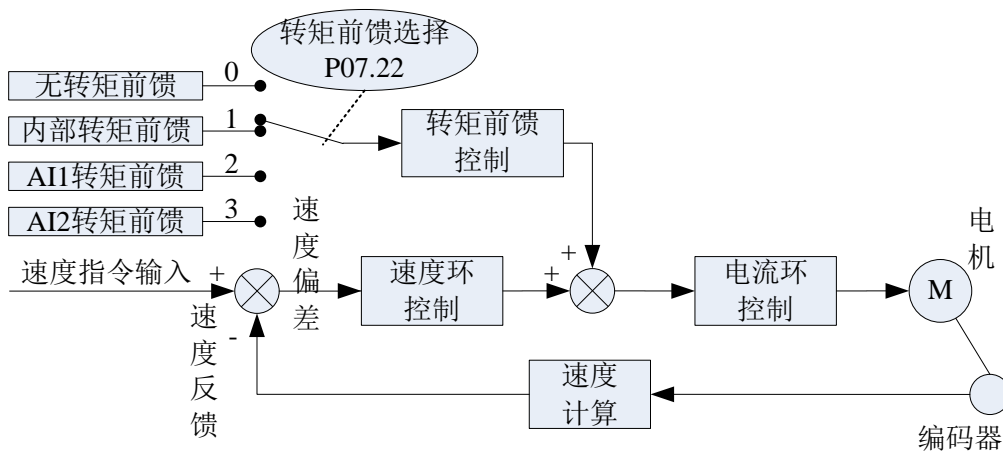 转矩前馈选择
P07.22
无转矩前馈
0
内部转矩前馈
1
AI1转矩前馈
2
AI2转矩前馈
3
转矩前馈
控制
速度指令输入
+
-
速度反馈
速度偏差
速度环
控制
+
+
电流环
控制
电机
M
速度
计算
编码器